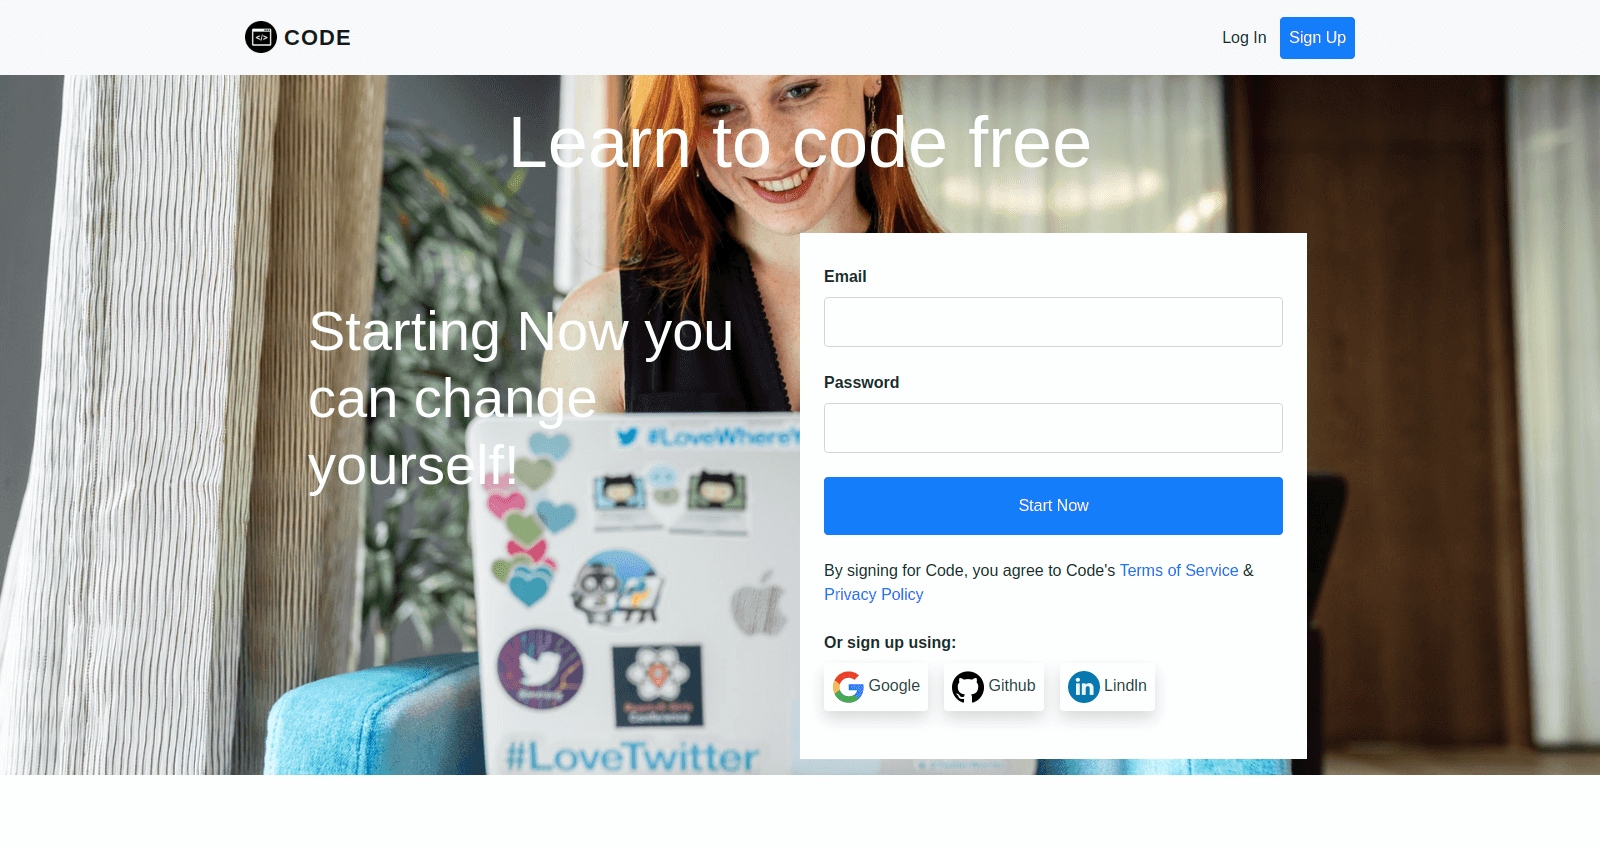 CODE
Log In
Sign Up
Learn to code free
Starting Now you
can change
yourself!
Email
Password
Start Now
By signing for Code, you agree to Code's Terms of Service &
Privacy Policy
Or sign up using:
Google
Github
LindIn
#LoveWhere
#LoveTwitter
Conference